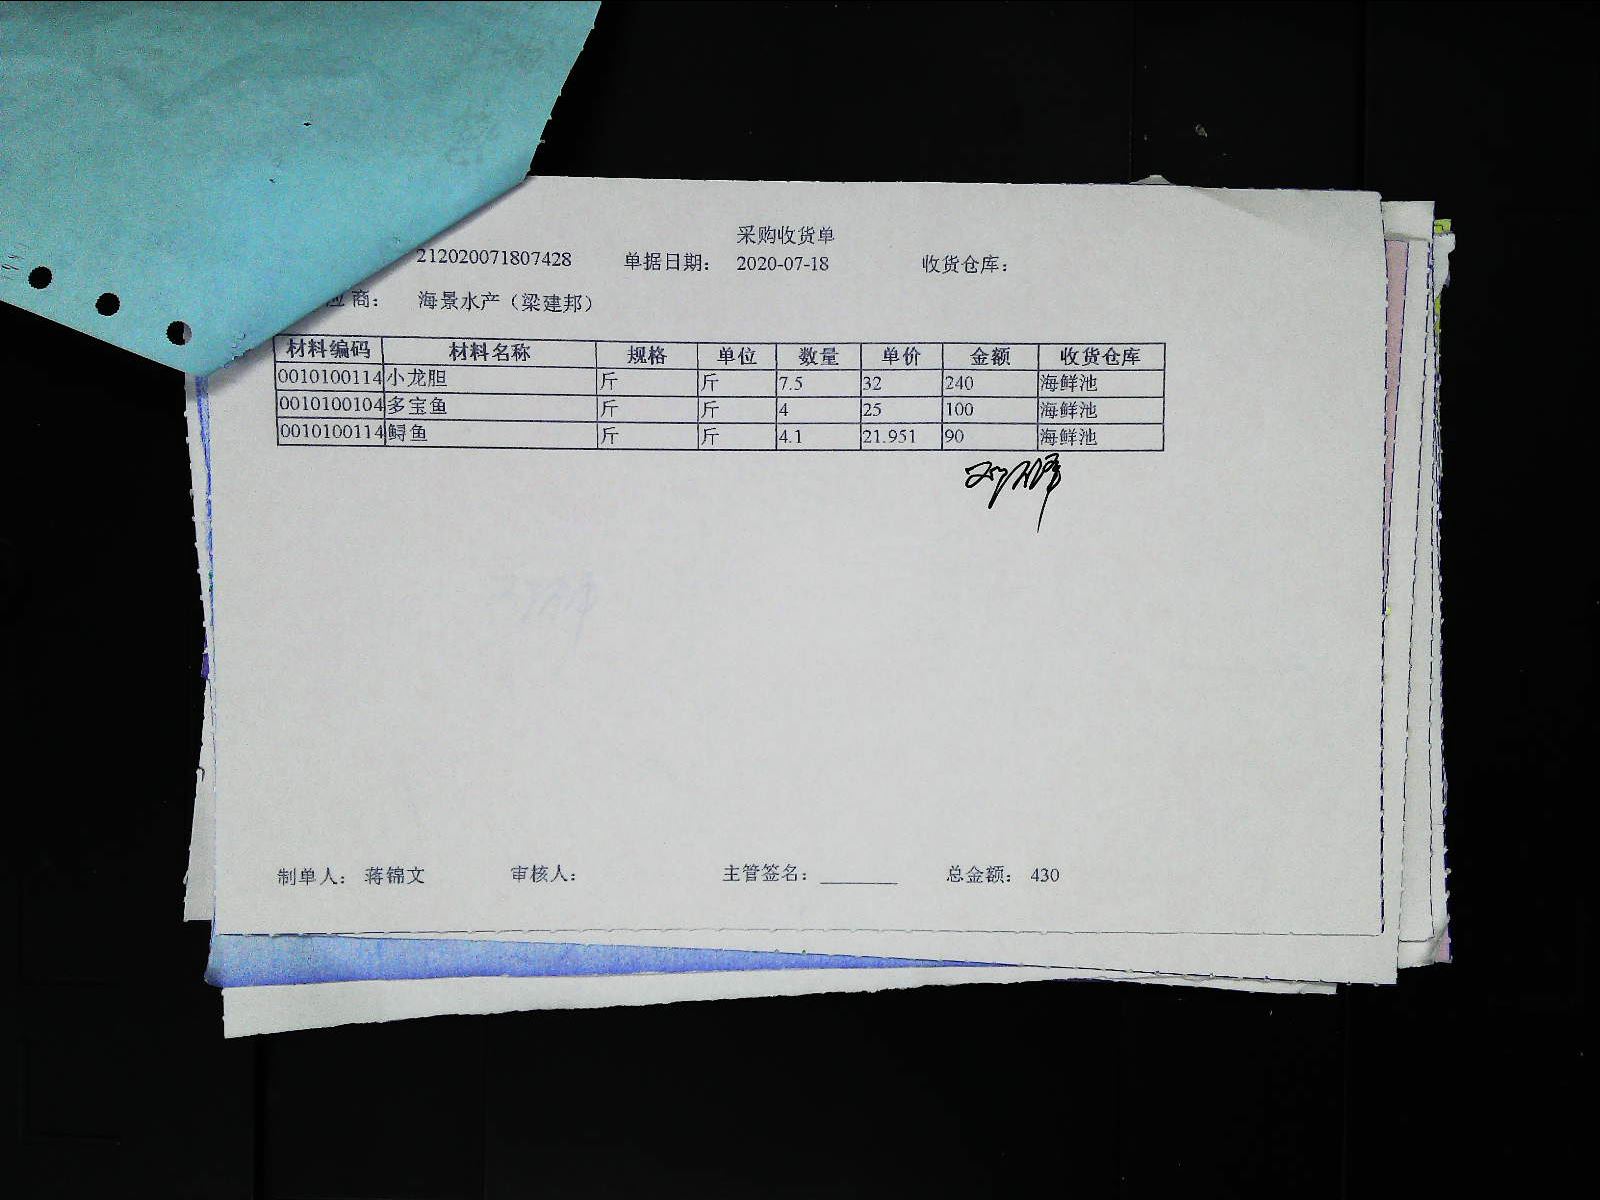 采购收货单
212020071807428 单据日期： 2020-07-18 收货仓库：
应 商： 海景水产（梁建邦）
材料编码 材料名称 规格 单位 数量 单价 金额 收货仓库
0010100114 小龙胆 斤 斤 7.5 32 240 海鲜池
0010100104 多宝鱼 斤 斤 4 25 100 海鲜池
0010100114 鲟鱼 斤 斤 4.1 21.951 90 海鲜池
制单人： 蒋锦文 审核人： 主管签名： ________ 总金额： 430